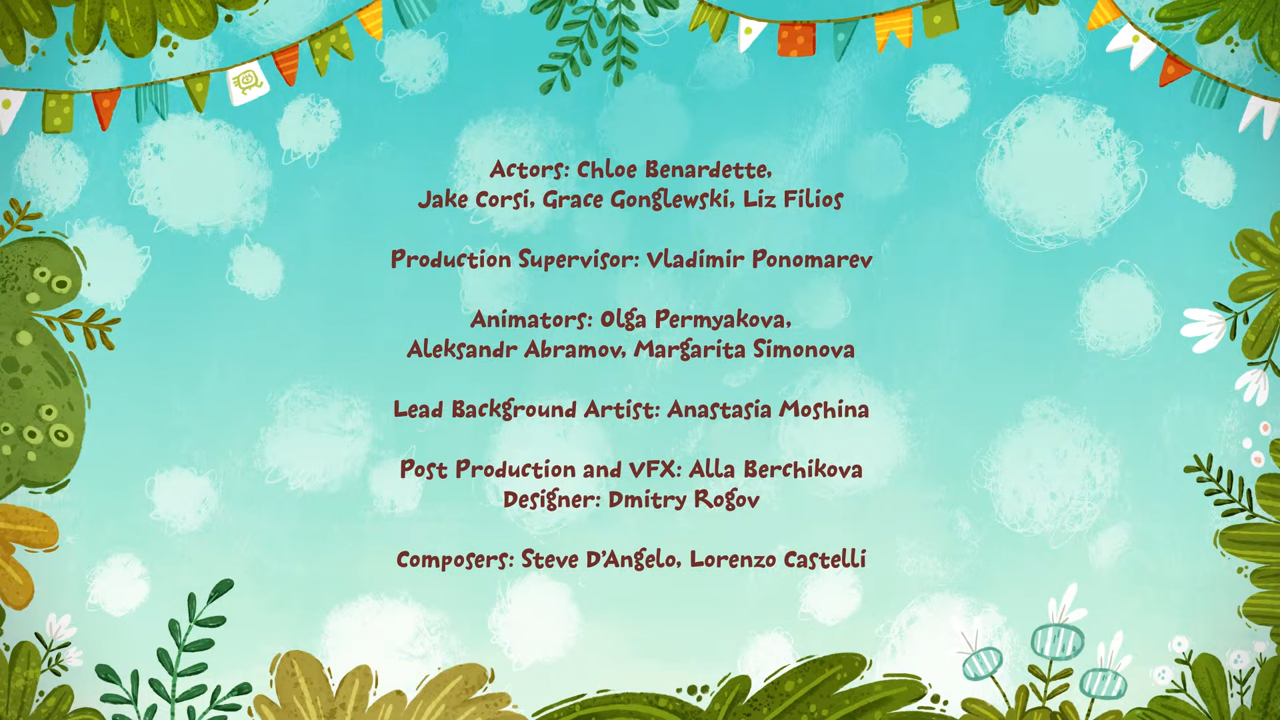 Actors: Chloe Benardette,
Jake Corsi, Grace Gonglewski, Liz Filios
Production Supervisor: Vladimir Ponomarev
Animators: Olga Permyakova,
Aleksandr Abramov, Margarita Simonova
Lead Background Artist: Anastasia Moshina
Post Production and VFX: Alla Berchikova
Designer: Dmitry Rogov
Composers: Steve D'Angelo, Lorenzo Castelli